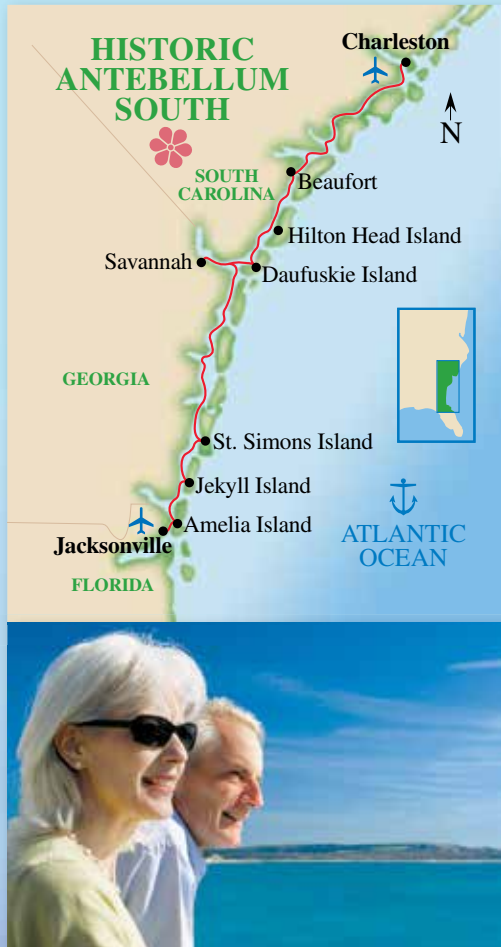 HISTORIC
ANTEBELLUM
SOUTH
Charleston
N
SOUTH
CAROLINA
Beaufort
Hilton Head Island
Savannah
Daufuskie Island
GEORGIA
St. Simons Island
Jekyll Island
Amelia Island
Jacksonville
ATLANTIC
OCEAN
FLORIDA